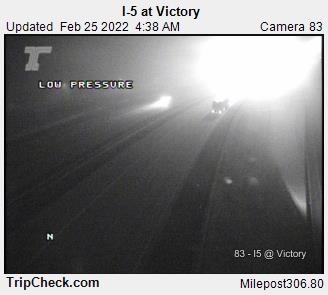 I-5 at Victory
Updated Feb 25 2022 4:38 AM Camera 83
LOW PRESSURE
N
83 - I5 @ Victory
TripCheck.com Milepost306.80